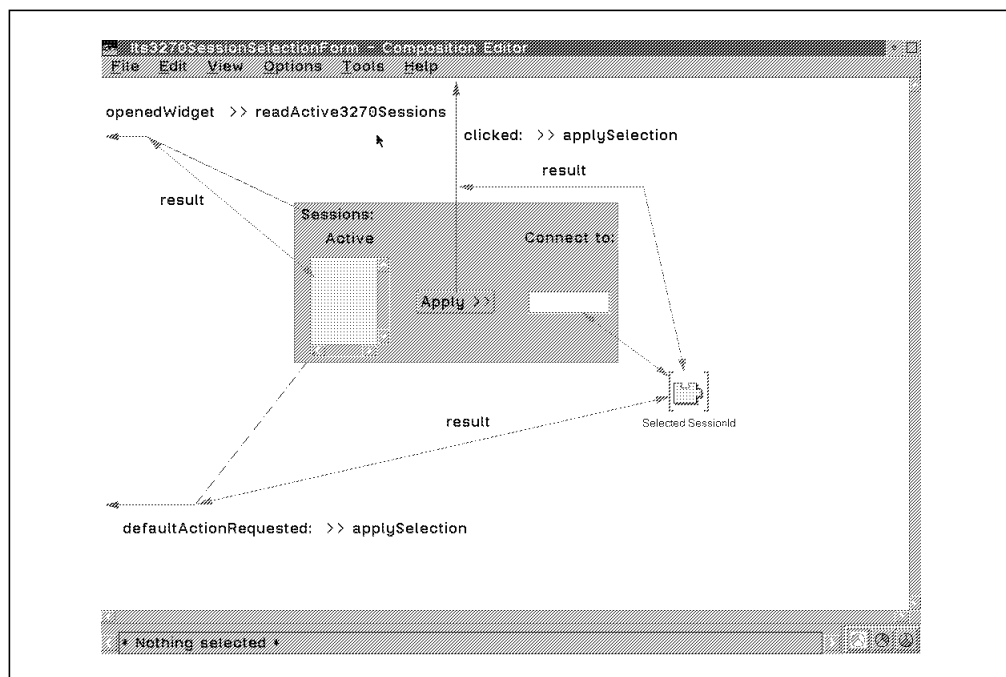 Its3270SessionSelectionForm - Composition Editor
File Edit View Options Tools Help
openedWidget >> readActive3270Sessions
clicked: >> applySelection
result
result
Sessions:
Active
Connect to:
Apply >>
Selected SessionId
result
defaultActionRequested: >> applySelection
* Nothing selected *